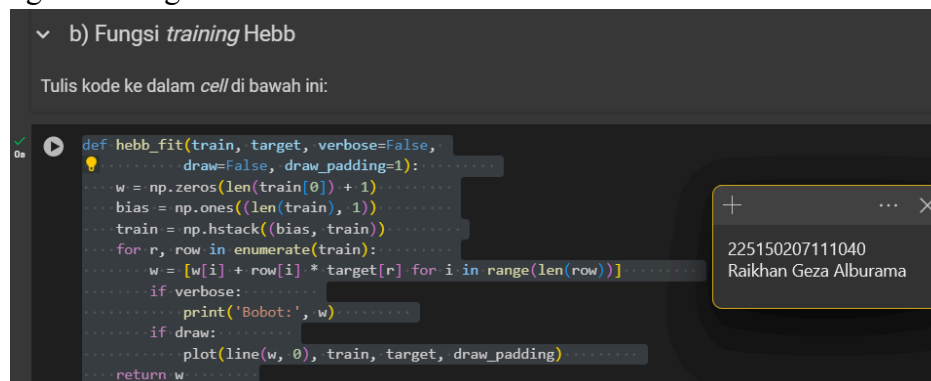 b) Fungsi training Hebb
Tulis kode ke dalam cell di bawah ini:
0s
def hebb_fit(train, target, verbose=False,
draw=False, draw_padding=1):
w = np.zeros(len(train[0]) + 1)
bias = np.ones((len(train), 1))
train = np.hstack((bias, train))
for r, row in enumerate(train):
w = [w[i] + row[i] * target[r] for i in range(len(row))]
if verbose:
print('Bobot:', w)
if draw:
plot(line(w, 0), train, target, draw_padding)
return w
225150207111040
Raikhan Geza Alburama